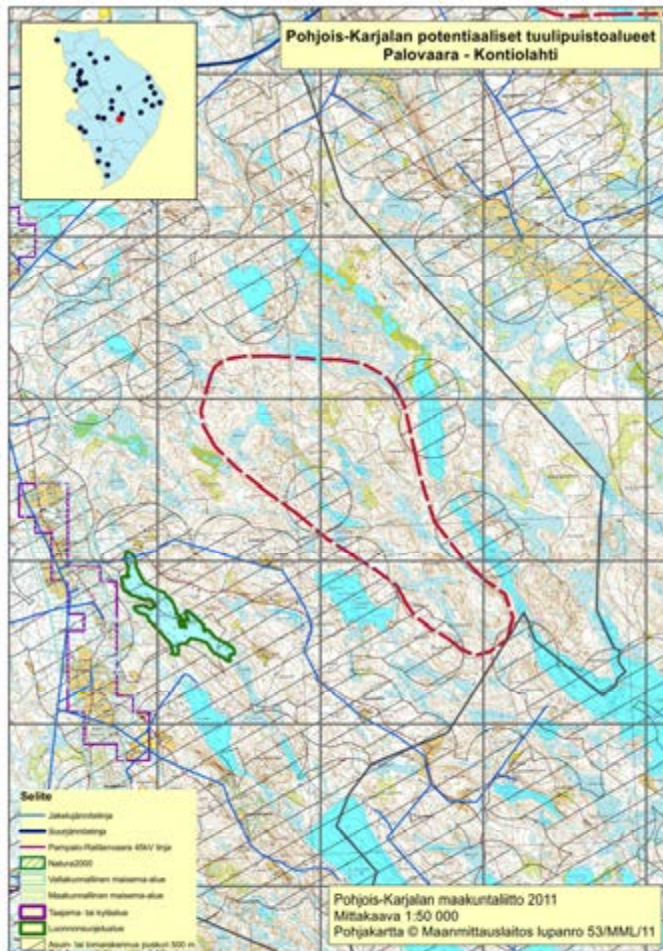 Pohjois-Karjalan potentiaaliset tuulipuistoalueet
Palovaara - Kontiolahti
Selite
Jakelujännitelinja
Suurjännitelinja
Pampalo-Rallänvaara 45kV linja
Natura2000
Valtakunnallinen maisema-alue
Maakunnallinen maisema-alue
Taajama- tai kyläalue
Luonnonsuojelualue
Asuin- tai lomarakennus puskuri 500 m
Pohjois-Karjalan maakuntaliitto 2011
Mittakaava 1:50 000
Pohjakartta © Maanmittauslaitos lupanro 53/MML/11